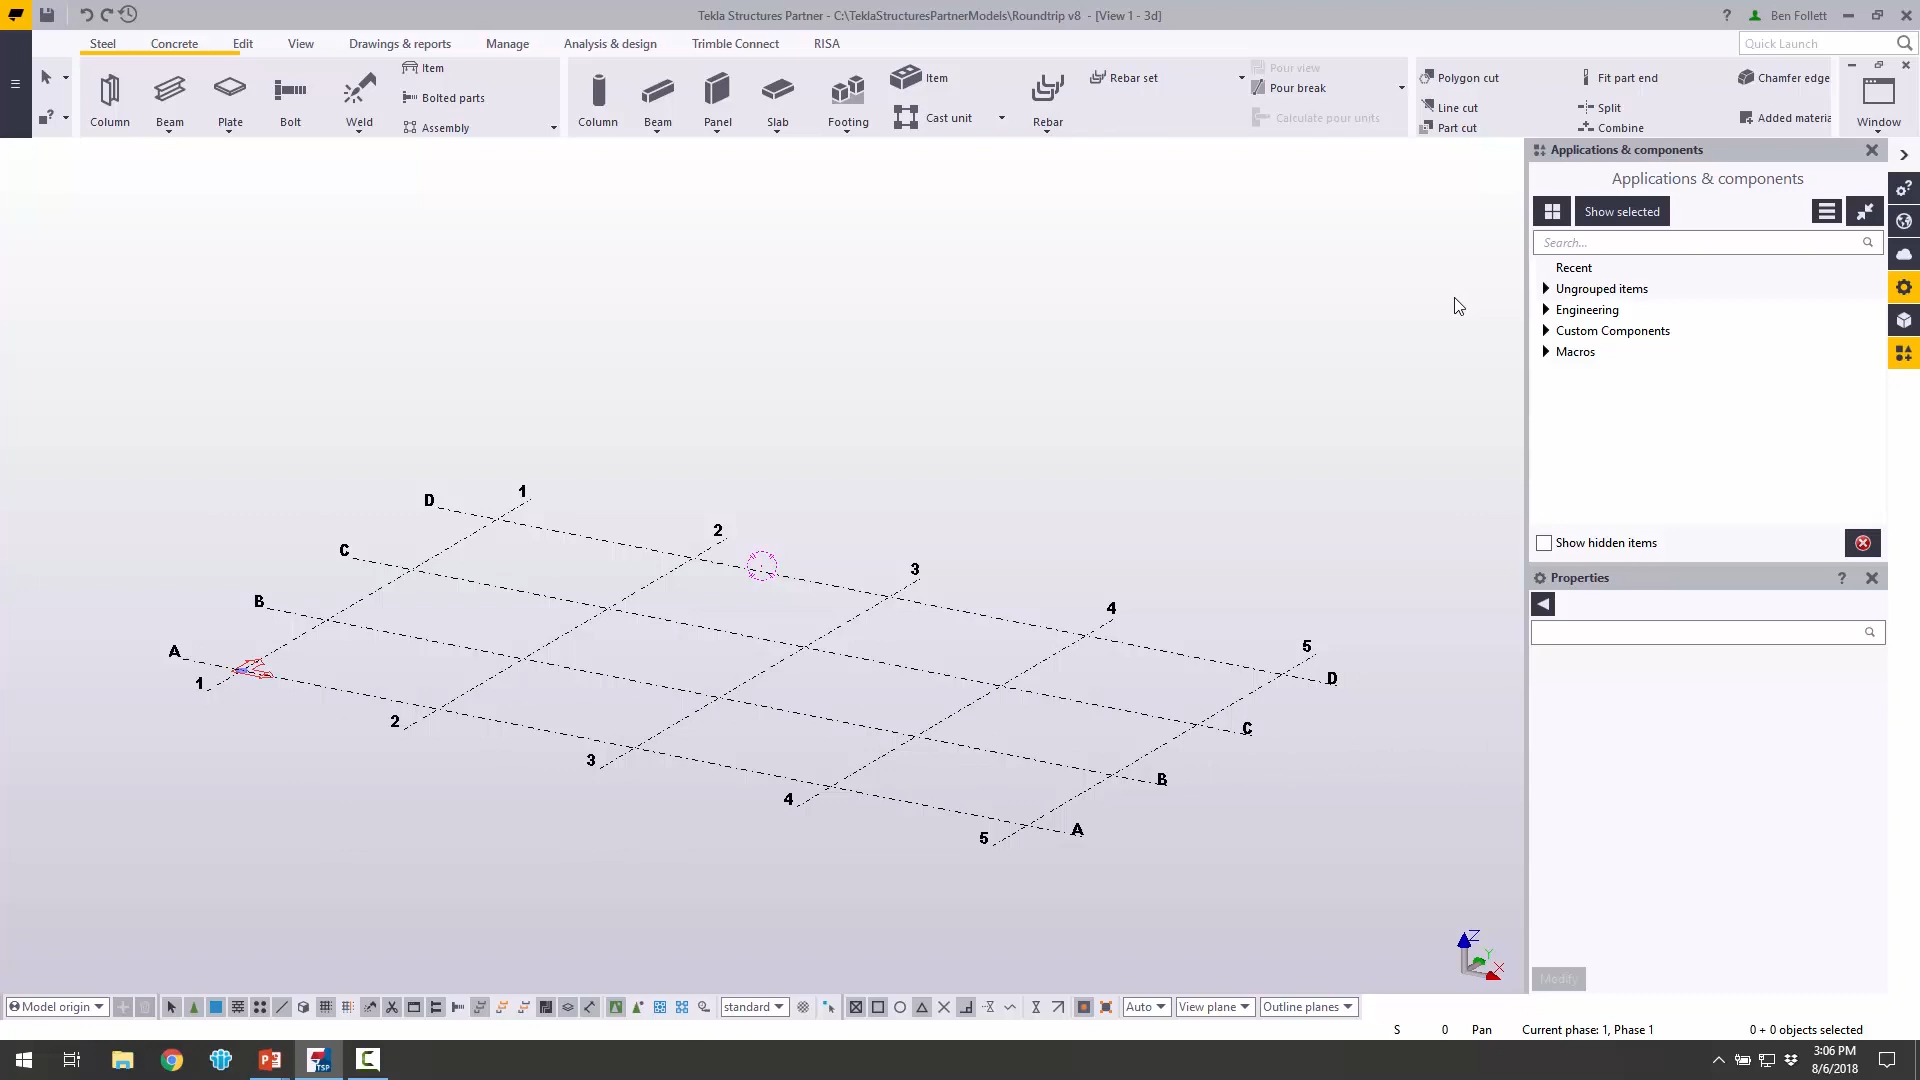 Tekla Structures Partner - C:\TeklaStructuresPartnerModels\Roundtrip v8 - [View 1 - 3d]
? Ben Follett
Steel Concrete Edit View Drawings & reports Manage Analysis & design Trimble Connect RISA
Quick Launch
Column Beam Plate Bolt Weld
Item
Bolted parts
Assembly
Column Beam Panel Slab Footing
Item
Cast unit
Rebar
Rebar set
Pour view
Pour break
Calculate pour units
Polygon cut
Line cut
Part cut
Fit part end
Split
Combine
Chamfer edge
Added materia
Window
Applications & components
Applications & components
Show selected
Search...
Recent
Ungrouped items
Engineering
Custom Components
Macros
Show hidden items
Properties ?
Modify
1
D
2
C
3
B
4
A
5
1
D
2
C
3
B
4
A
5
Z
Y
X
Model origin
standard
Auto
View plane
Outline planes
S 0 Pan Current phase: 1, Phase 1 0 + 0 objects selected
TSP
3:06 PM
8/6/2018